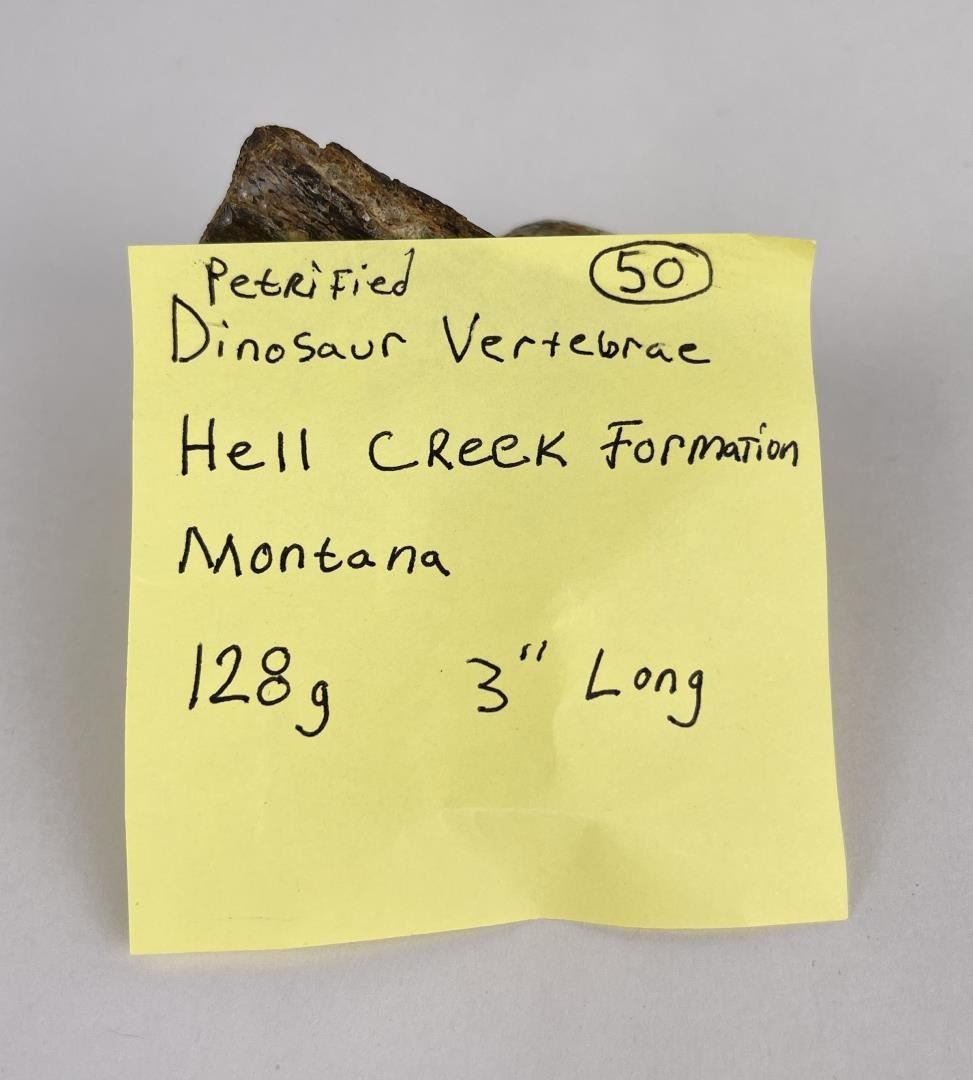 Petrified 50
Dinosaur Vertebrae
Hell Creek Formation
Montana
128g 3" Long